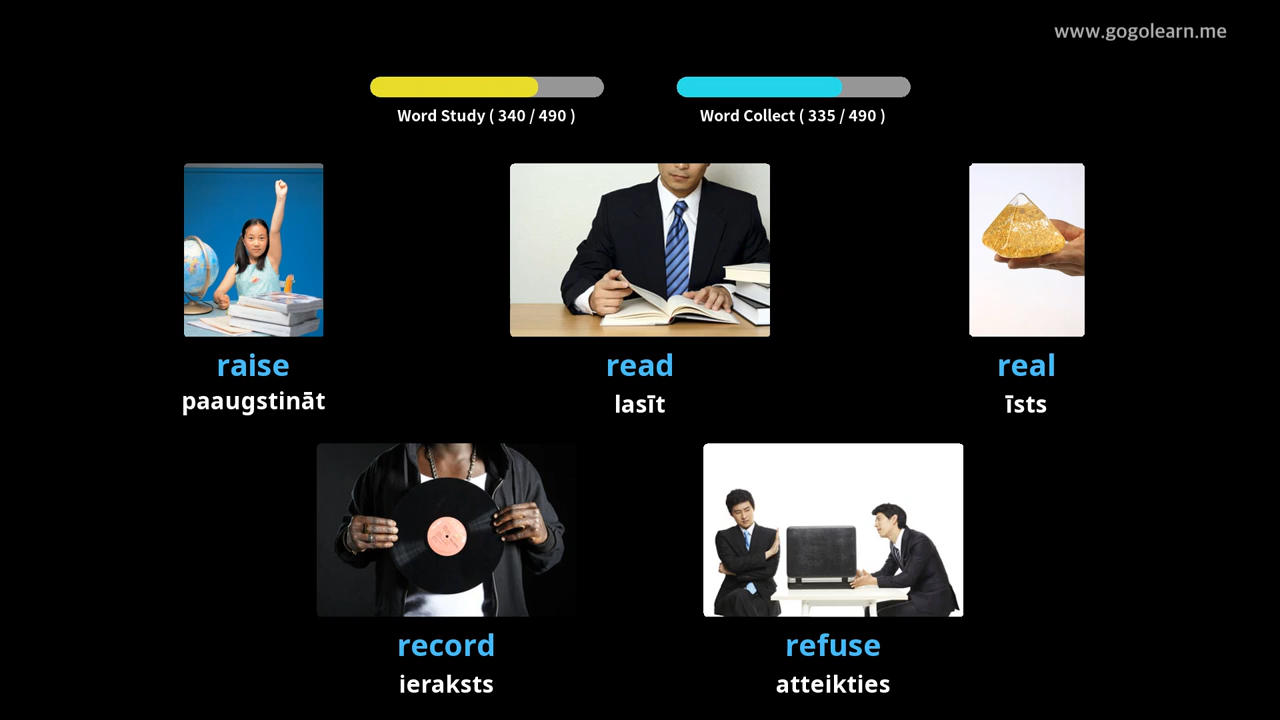 www.gogolearn.me
Word Study ( 340 / 490 )
Word Collect ( 335 / 490 )
raise
paaugstināt
read
lasīt
real
īsts
record
ieraksts
refuse
atteikties